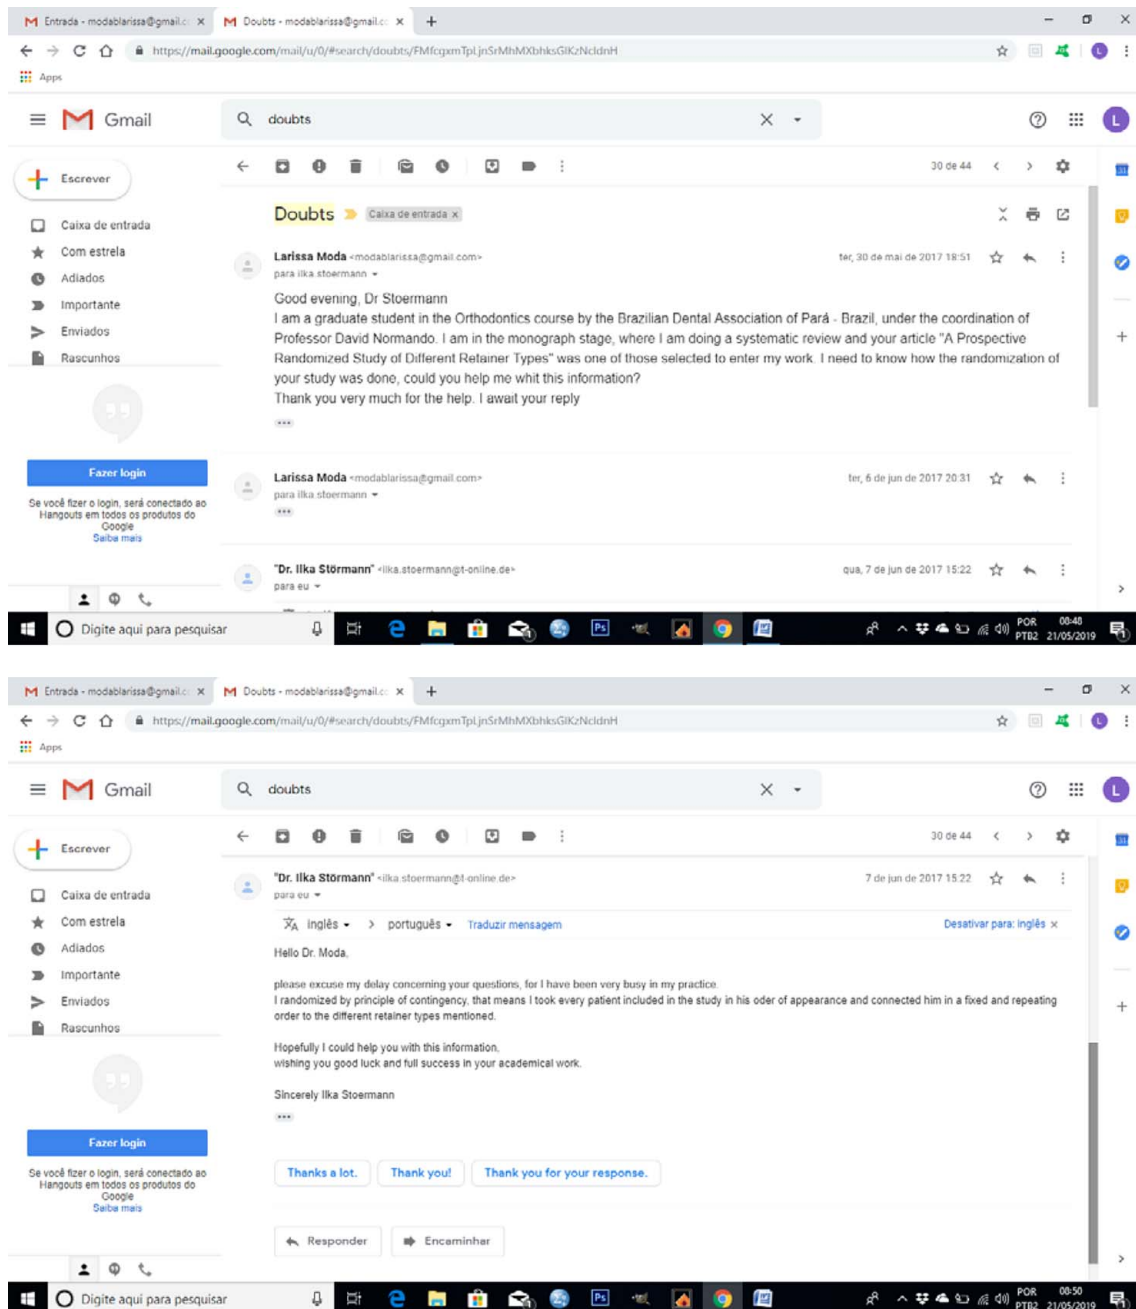 Entrada - modablarissa@gmail.c
Doubts - modablarissa@gmail.c
https://mail.google.com/mail/u/0/#search/doubts/
Apps
Gmail
doubts
L
Escrever
30 de 44
Caixa de entrada
Com estrela
Adiados
Importante
Enviados
Rascunhos
Doubts
Caixa de entrada x
Larissa Moda <modablarissa@gmail.com>
ter, 30 de mai de 2017 18:51
para ilka.stoermann
Good evening, Dr Stoermann
I am a graduate student in the Orthodontics course by the Brazilian Dental Association of Pará - Brazil, under the coordination of
Professor David Normando. I am in the monograph stage, where I am doing a systematic review and your article "A Prospective
Randomized Study of Different Retainer Types" was one of those selected to enter my work. I need to know how the randomization of
your study was done, could you help me whit this information?
Thank you very much for the help. I await your reply
Larissa Moda <modablarissa@gmail.com>
ter, 6 de jun de 2017 20:31
para ilka.stoermann
"Dr. Ilka Störmann" <ilka.stoermann@t-online.de>
qua, 7 de jun de 2017 15:22
para eu
Fazer login
Se você fizer o login, será conectado ao
Hangouts em todos os produtos do
Google
Saiba mais
Digite aqui para pesquisar
POR
PTB2
08:48
21/05/2019
Entrada - modablarissa@gmail.c
Doubts - modablarissa@gmail.c
https://mail.google.com/mail/u/0/#search/doubts/
Apps
Gmail
doubts
L
Escrever
30 de 44
Caixa de entrada
Com estrela
Adiados
Importante
Enviados
Rascunhos
"Dr. Ilka Störmann" <ilka.stoermann@t-online.de>
7 de jun de 2017 15:22
para eu
inglês > português Traduzir mensagem
Desativar para: inglês x
Hello Dr. Moda,
please excuse my delay concerning your questions, for I have been very busy in my practice.
I randomized by principle of contingency, that means I took every patient included in the study in his oder of appearance and connected him in a fixed and repeating
order to the different retainer types mentioned.
Hopefully I could help you with this information,
wishing you good luck and full success in your academical work.
Sincerely Ilka Stoermann
Thanks a lot.
Thank you!
Thank you for your response.
Responder
Encaminhar
Fazer login
Se você fizer o login, será conectado ao
Hangouts em todos os produtos do
Google
Saiba mais
Digite aqui para pesquisar
POR
PTB2
08:50
21/05/2019